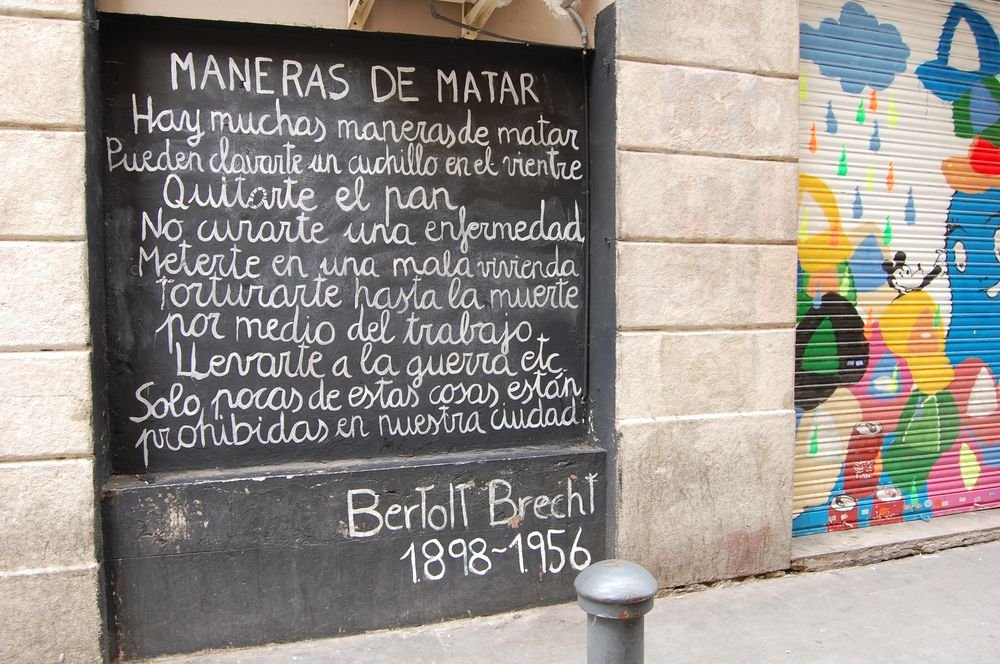 MANERAS DE MATAR
Hay muchas maneras de matar
Pueden clavarte un cuchillo en el vientre
Quitarte el pan
No curarte una enfermedad
Meterte en una mala vivienda
Torturarte hasta la muerte
por medio del trabajo
Llevarte a la guerra etc
Solo pocas de estas cosas están
prohibidas en nuestra ciudad
Bertolt Brecht
1898-1956